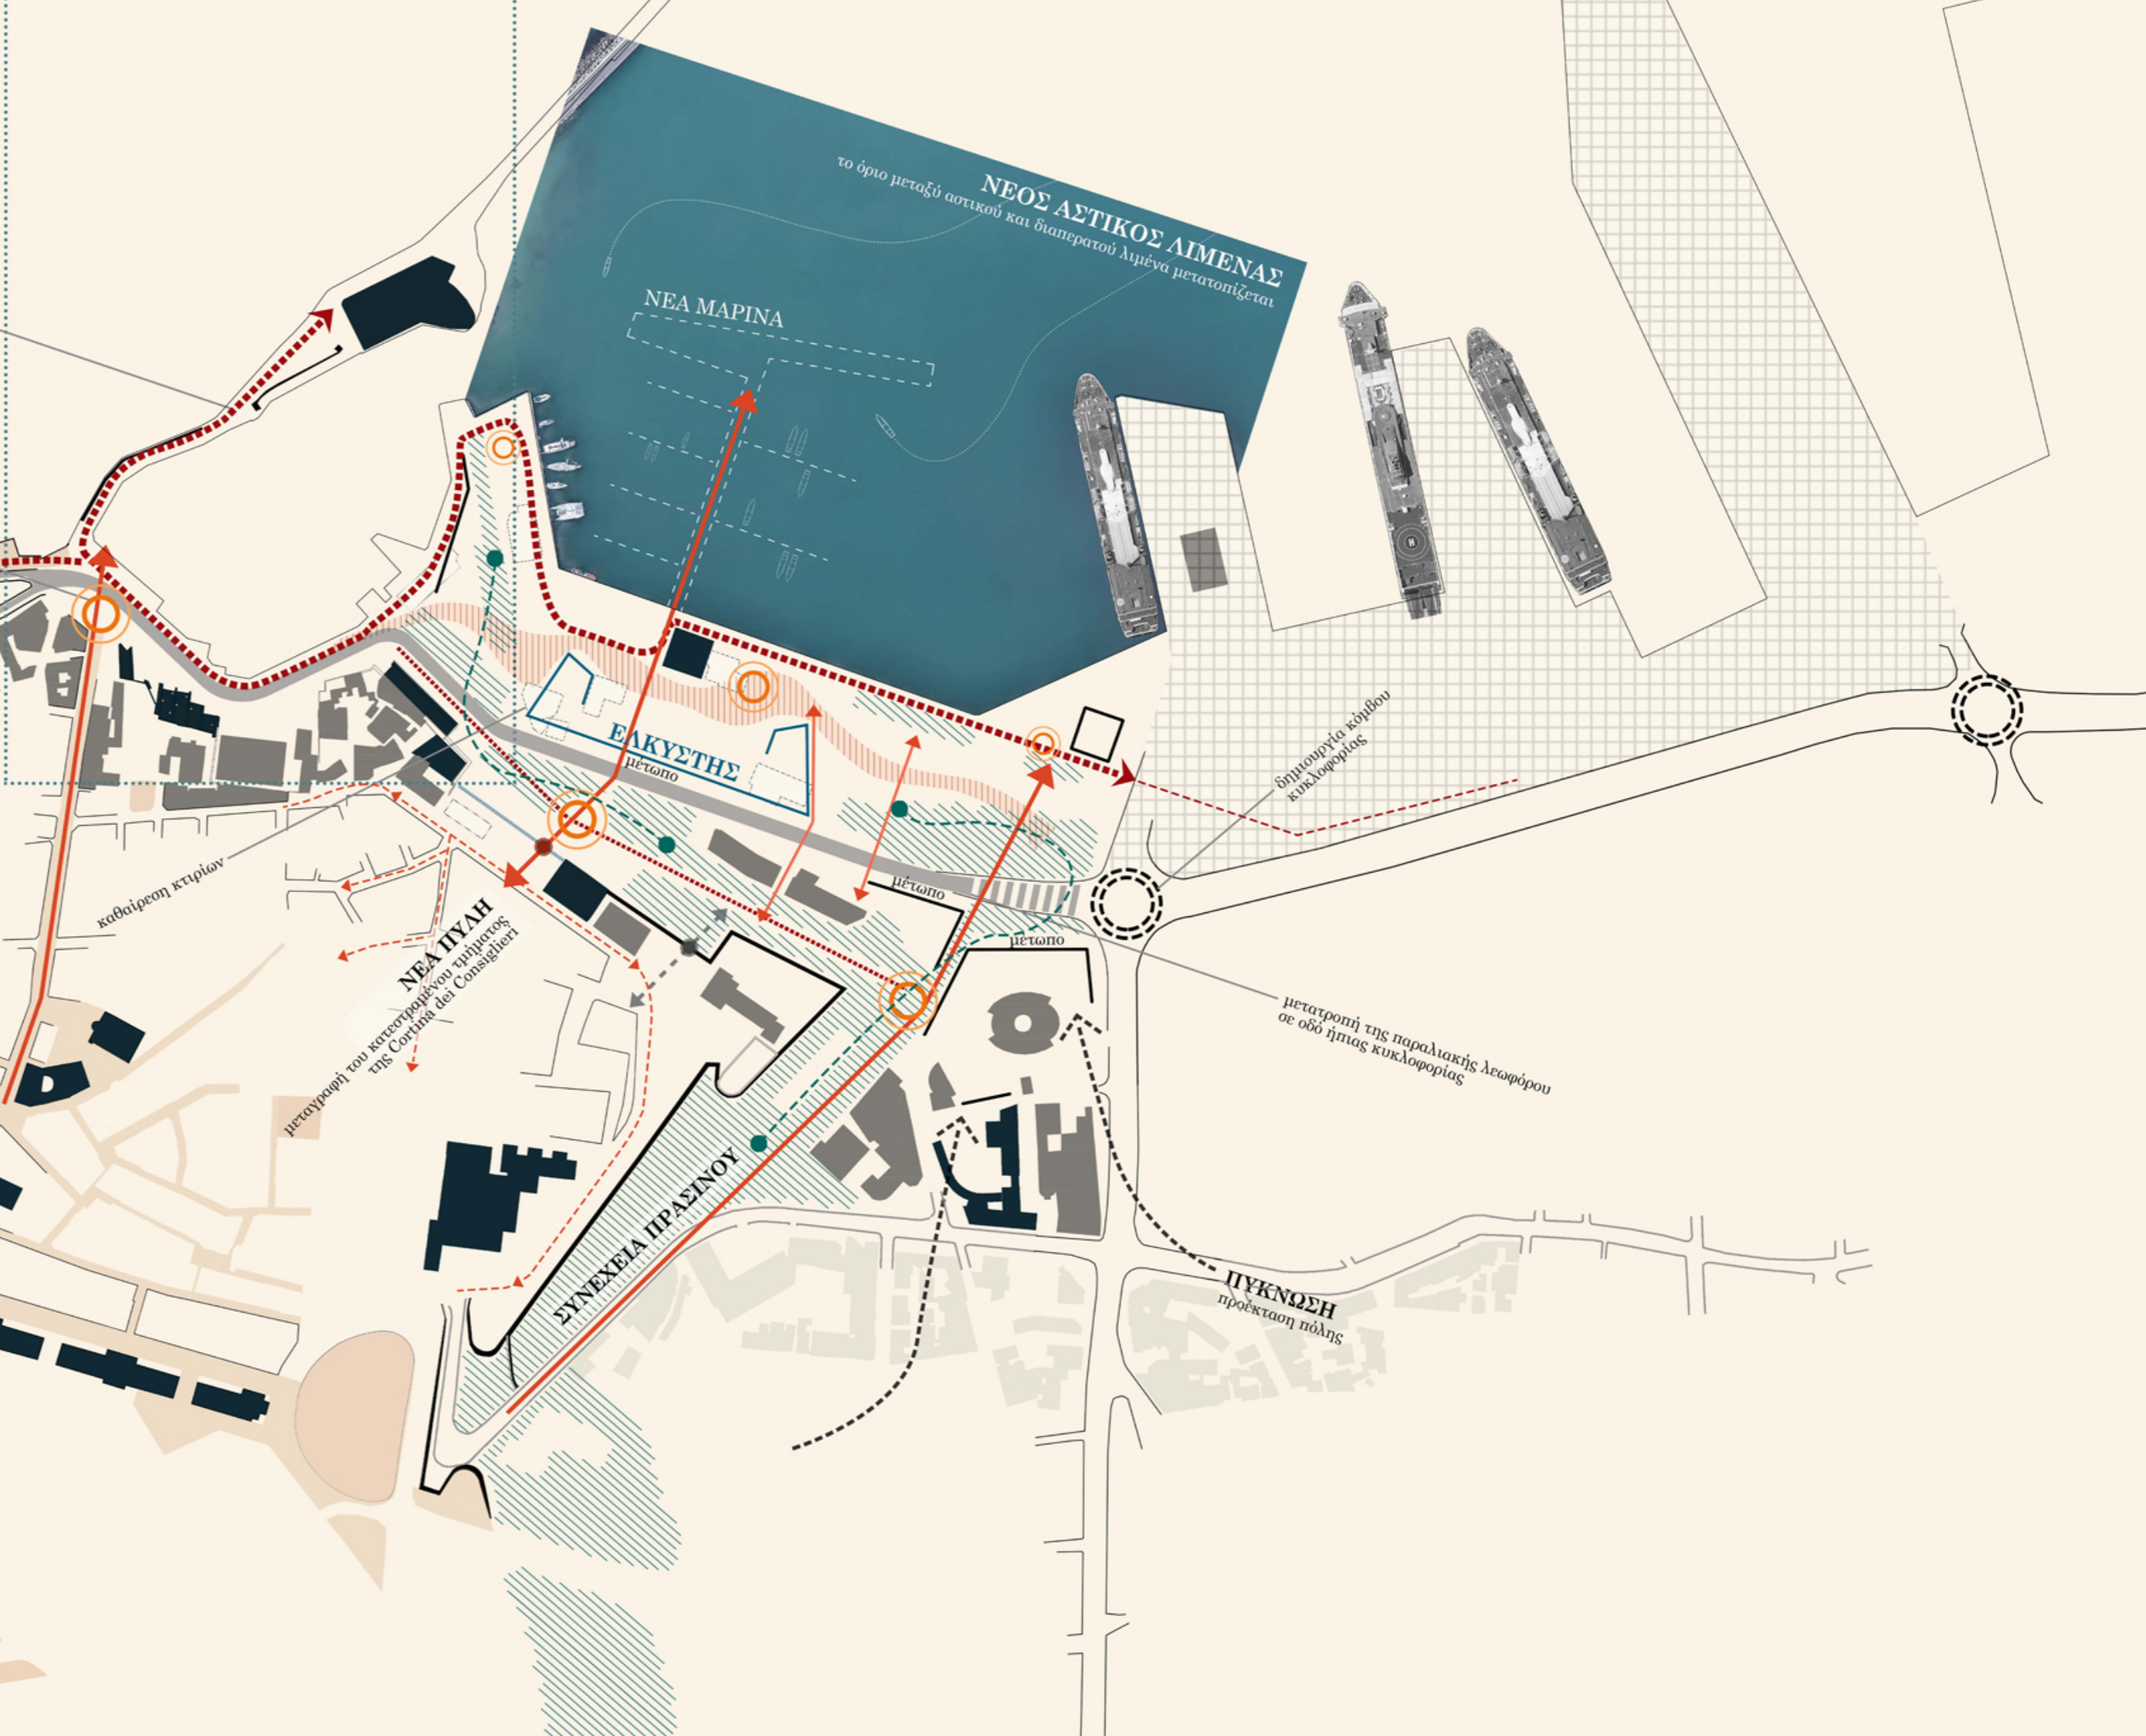 ΝΕΟΣ ΑΣΤΙΚΟΣ ΛΙΜΕΝΑΣ
το όριο μεταξύ αστικού και διαπερατού λιμένα μετατοπίζεται
ΝΕΑ ΜΑΡΙΝΑ
H
ΕΛΚΥΣΤΗΣ
μέτωπο
δημιουργία κόμβου
κυκλοφορίας
καθαίρεση κτιρίων
μέτωπο
μέτωπο
ΝΕΑ ΠΥΛΗ
μεταγραφή του κατεστραμένου τμήματος
της Cortina dei Consiglieri
μετατροπή της παραλιακής λεωφόρου
σε οδό ήπιας κυκλοφορίας
ΣΥΝΕΧΕΙΑ ΠΡΑΣΙΝΟΥ
ΠΥΚΝΩΣΗ
προέκταση πόλης